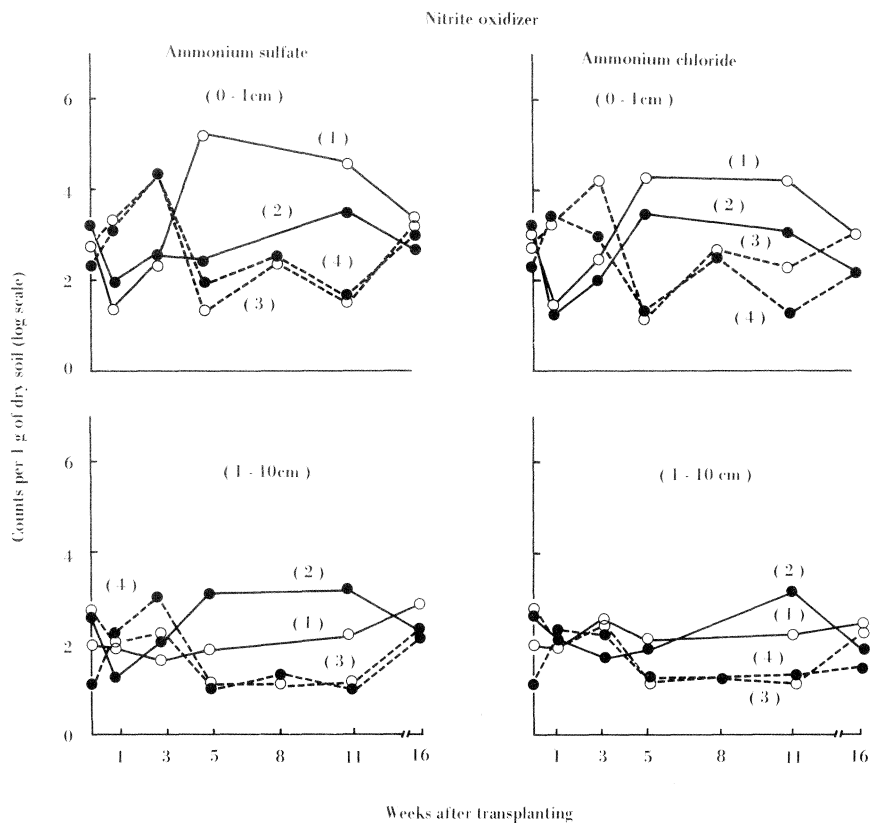 Nitrite oxidizer
Ammonium sulfate
Ammonium chloride
( 0 - 1cm )
( 0 - 1cm )
6
4
2
0
( 1 )
( 2 )
( 4 )
( 3 )
( 1 )
( 2 )
( 3 )
( 4 )
Counts per 1 g of dry soil (log scale)
( 1 - 10cm )
( 1 - 10 cm )
6
4
2
0
( 4 )
( 2 )
( 1 )
( 3 )
( 2 )
( 1 )
( 4 )
( 3 )
1 3 5 8 11 16
1 3 5 8 11 16
Weeks after transplanting